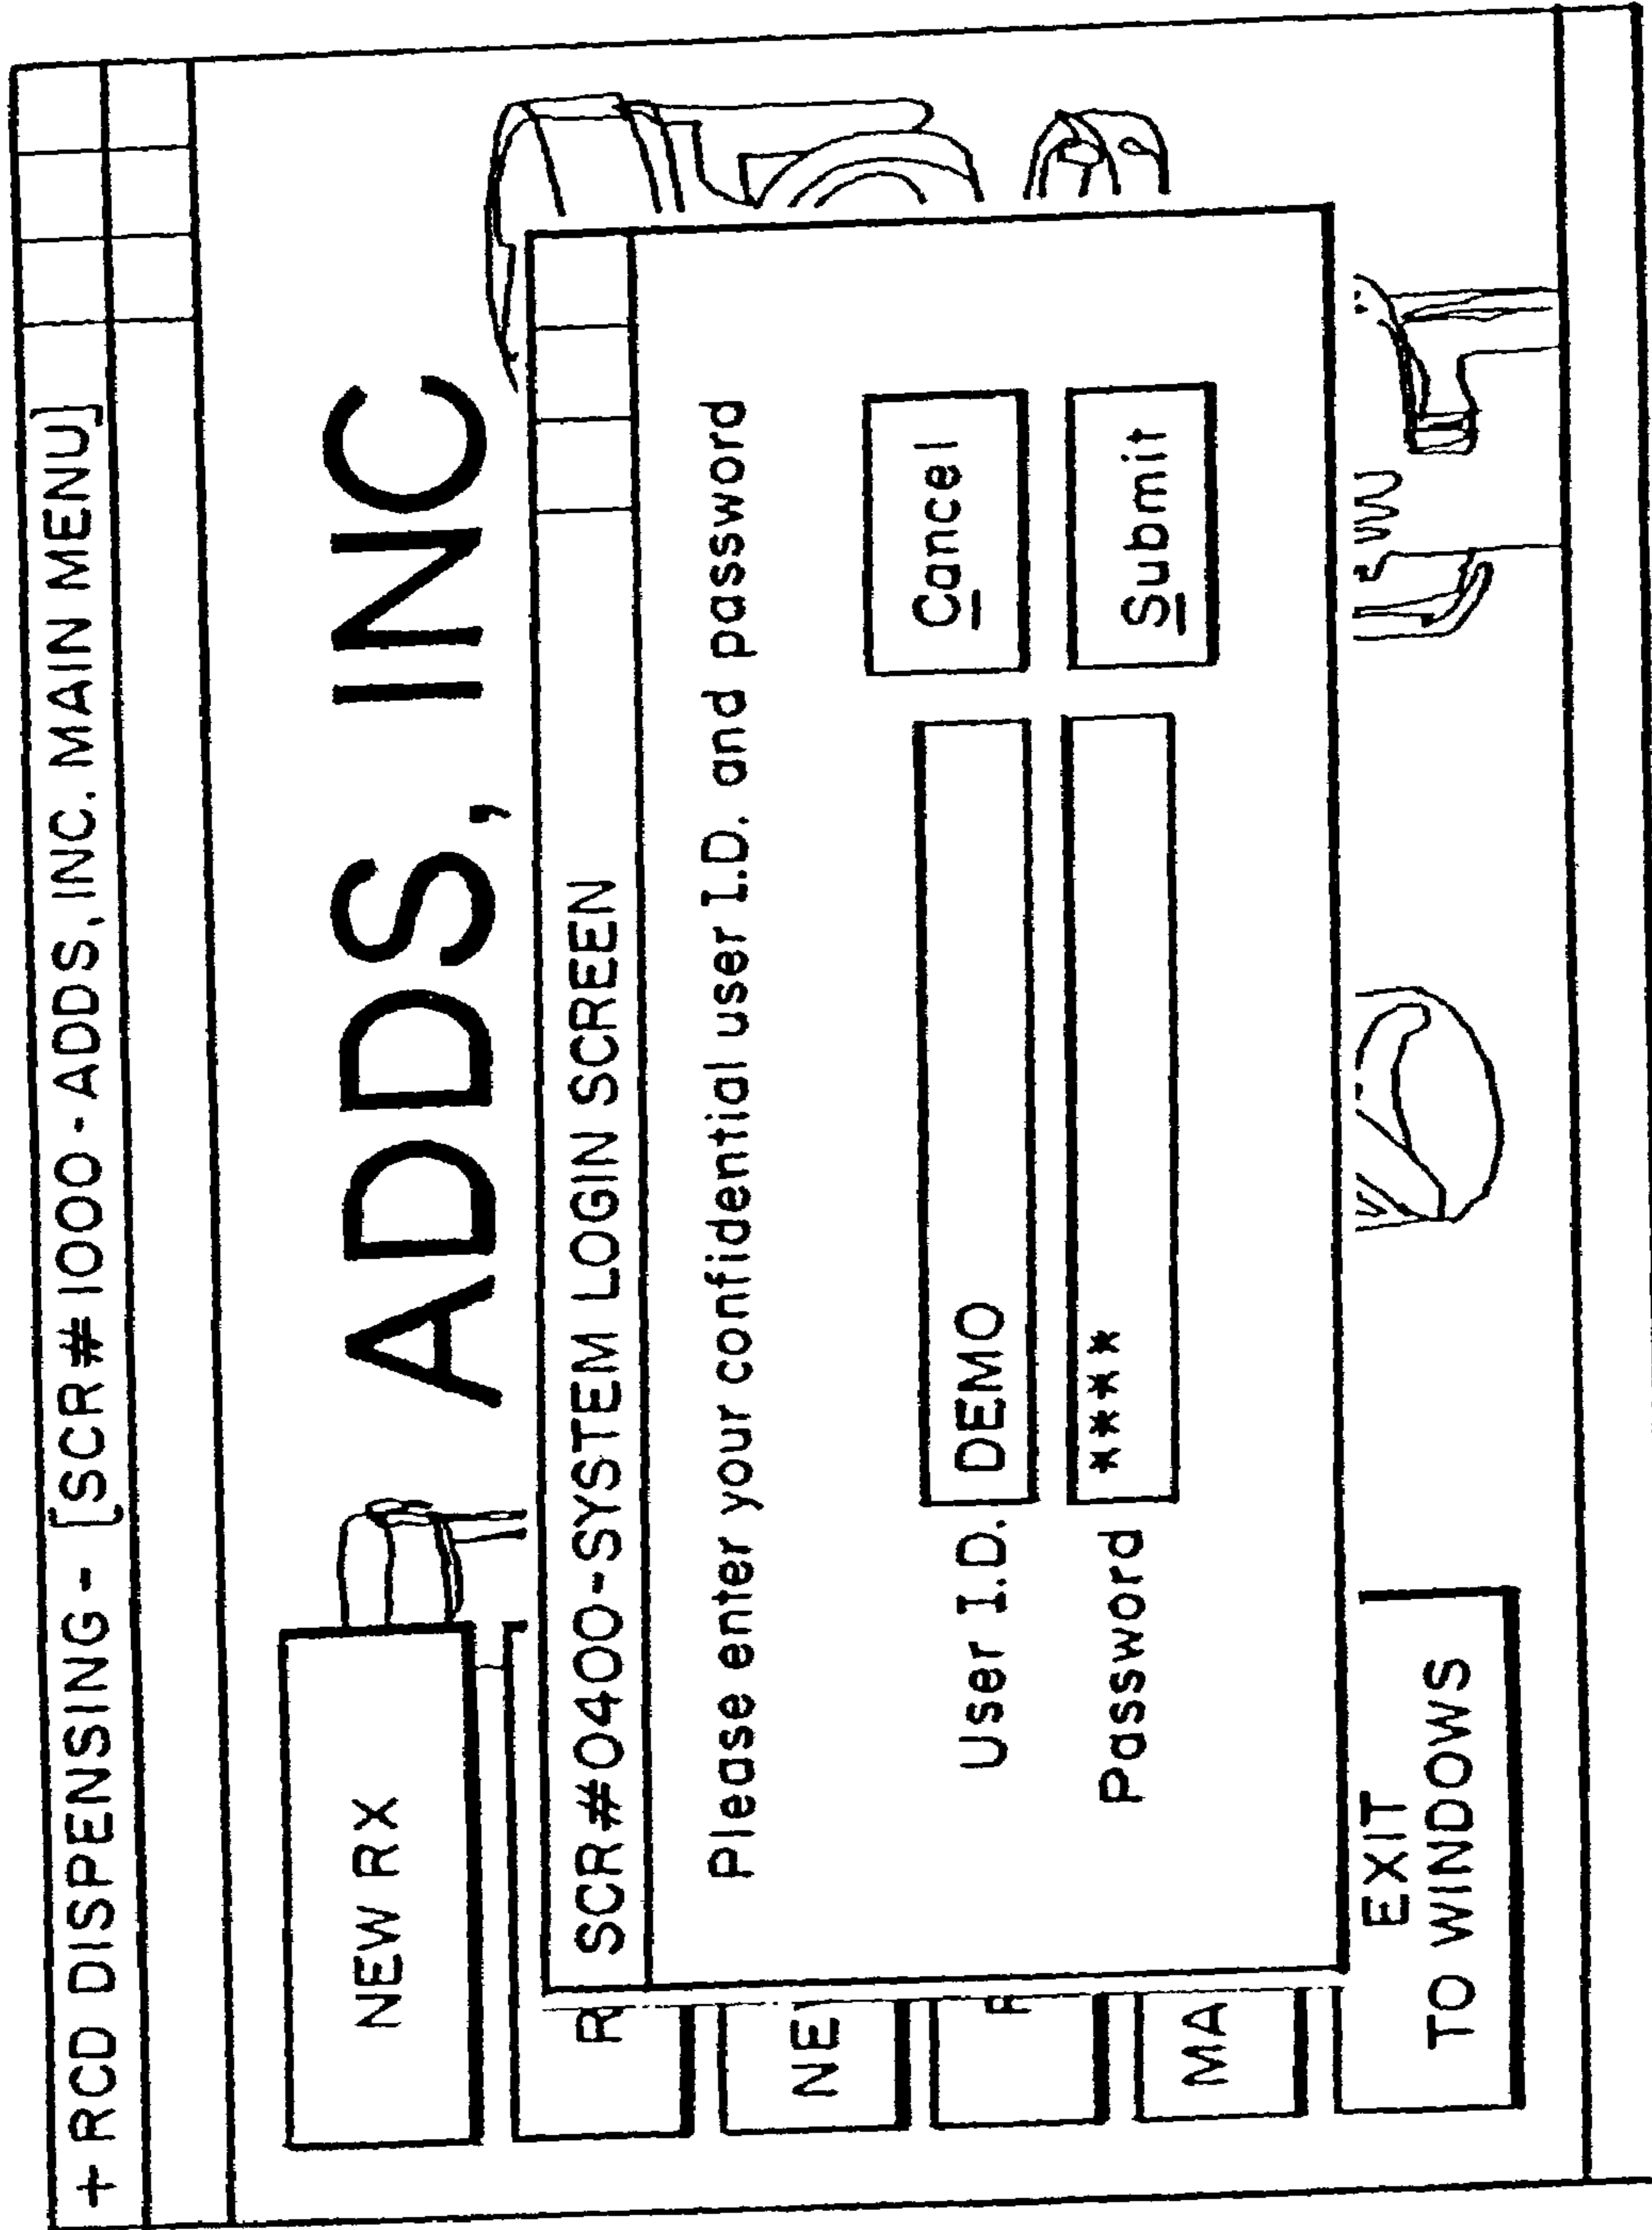 + RCD DISPENSING - [SCR# 1000 - ADDS, INC. MAIN MENU]
ADDS, INC
NEW RX
SCR#0400-SYSTEM LOGIN SCREEN
Please enter your confidential user I.D. and password
User I.D. DEMO
Cancel
Password ****
Submit
R
NE
MA
EXIT
TO WINDOWS